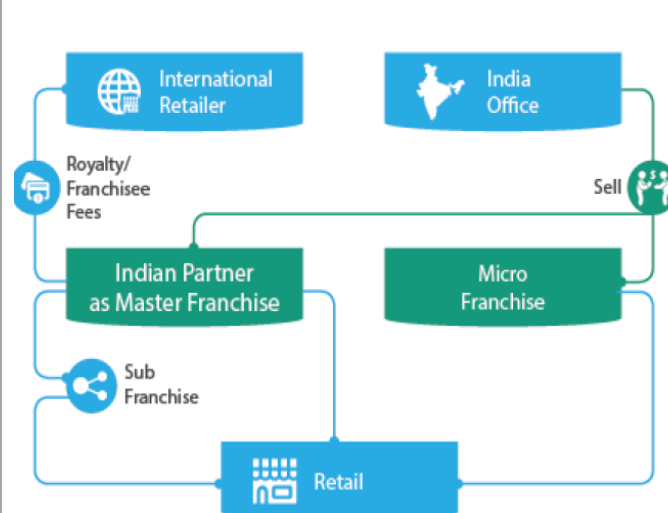 International
Retailer
India
Office
Royalty/
Franchisee
Fees
Sell
Indian Partner
as Master Franchise
Micro
Franchise
Sub
Franchise
Retail